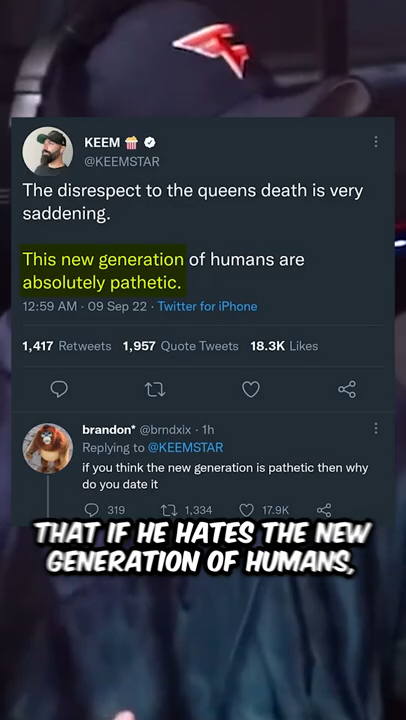 KEEM 🍿
@KEEMSTAR
The disrespect to the queens death is very
saddening.
This new generation of humans are
absolutely pathetic.
12:59 AM · 09 Sep 22 · Twitter for iPhone
1,417 Retweets 1,957 Quote Tweets 18.3K Likes
brandon* @brndxix · 1h
Replying to @KEEMSTAR
if you think the new generation is pathetic then why
do you date it
319 1,334 17.9K
THAT IF HE HATES THE NEW
GENERATION OF HUMANS,